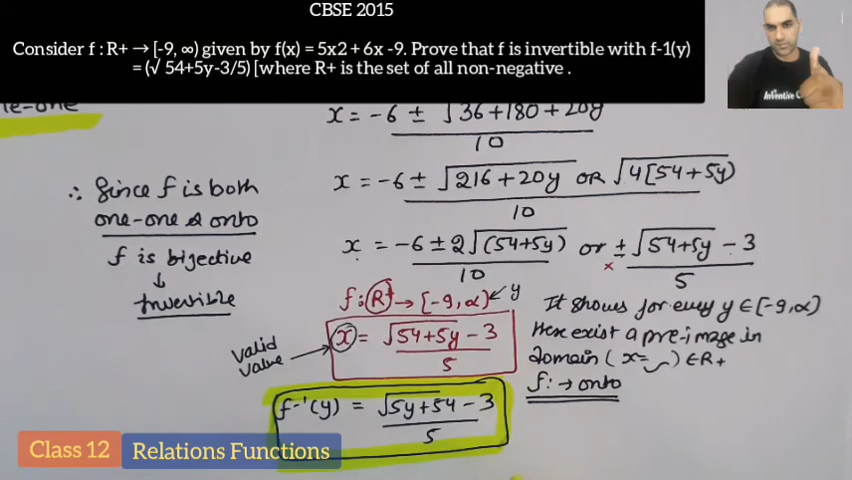 CBSE 2015
Consider f : R+ → [-9, ∞) given by f(x) = 5x2 + 6x -9. Prove that f is invertible with f-1(y)
= (√ 54+5y-3/5) [where R+ is the set of all non-negative .
le-one
x = -6 ± √36+180+20y
10
x = -6 ± √216+20y OR √4[54+5y)
10
x = -6 ± 2√(54+5y) or ± √54+5y - 3
10 × 5
∴ Since f is both
one-one & onto
f is bijective
↓
Invertible
f: R+ → [-9, α) ← y
valid
value → x = √54+5y - 3
5
f-'(y) = √5y+54 - 3
5
It shows for every y ∈ [-9, α)
Here exist a pre-image in
domain ( x= ) ∈ R+
f: → onto
Class 12 Relations Functions